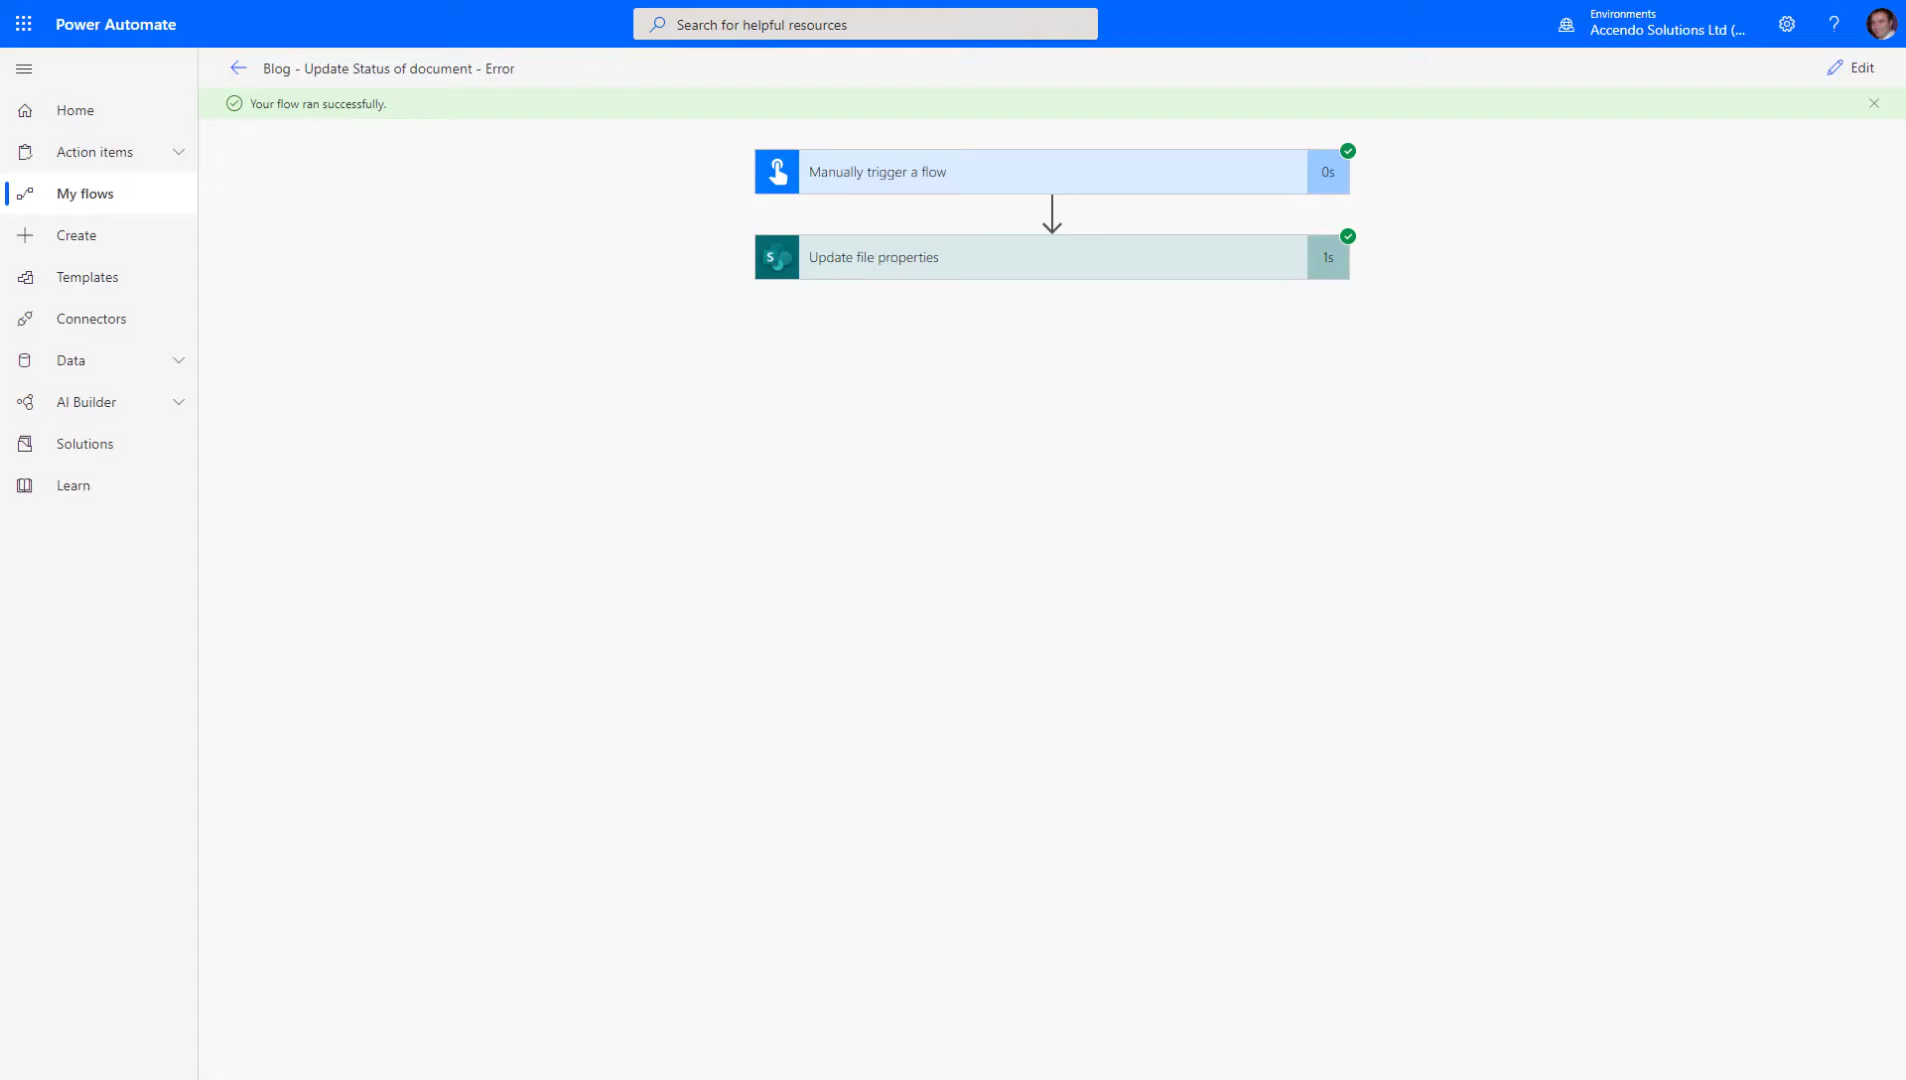 Power Automate
Search for helpful resources
Environments
Accendo Solutions Ltd (...
?
Blog - Update Status of document - Error
Edit
Your flow ran successfully.
Home
Action items
My flows
Create
Templates
Connectors
Data
AI Builder
Solutions
Learn
Manually trigger a flow
0s
S
Update file properties
1s